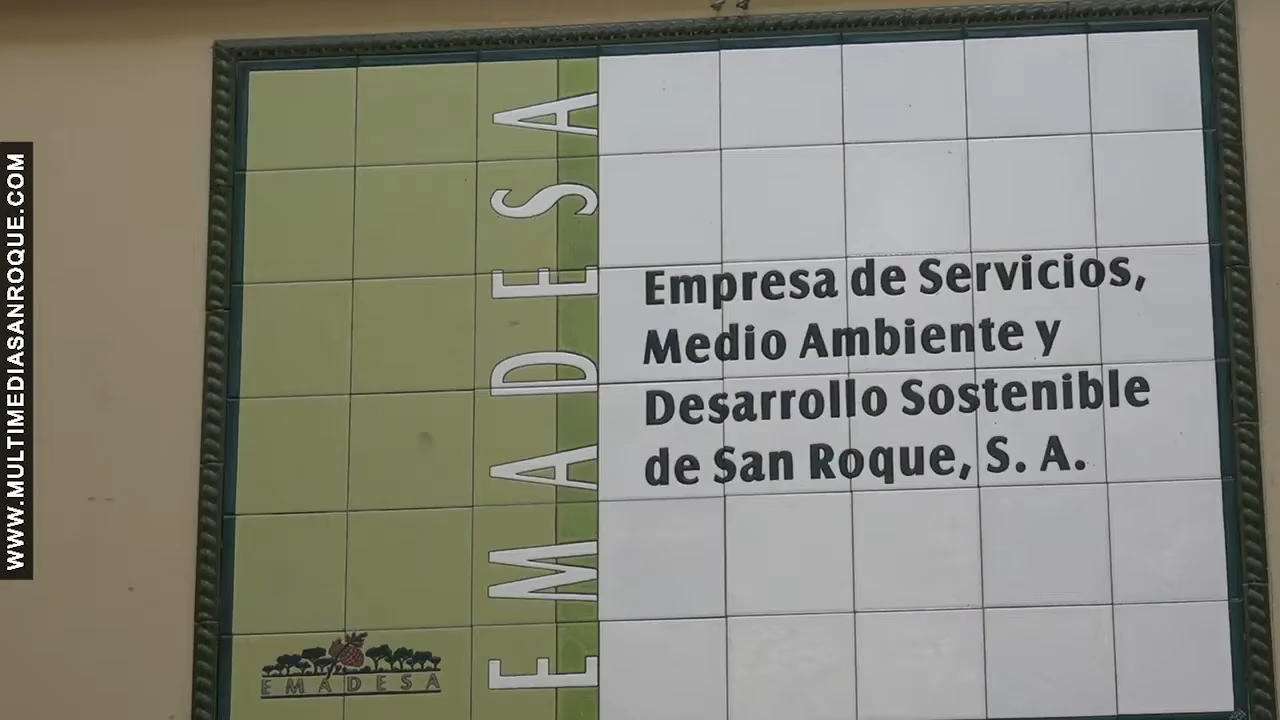 WWW.MULTIMEDIASANROQUE.COM
EMADESA
Empresa de Servicios,
Medio Ambiente y
Desarrollo Sostenible
de San Roque, S. A.
EMADESA